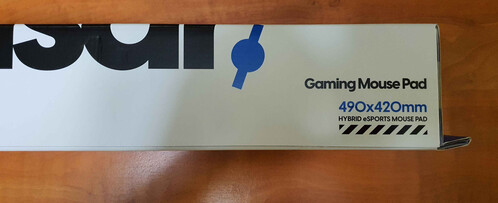 Gaming Mouse Pad
490x420mm
HYBRID eSPORTS MOUSE PAD